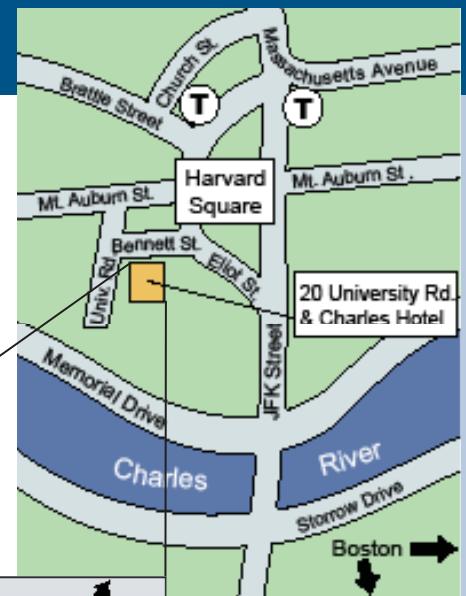 Church St
Massachusetts Avenue
Brattle Street
T
T
Harvard
Square
Mt. Auburn St.
Mt. Auburn St.
Bennett St.
Eliot St.
Univ. Rd
20 University Rd.
& Charles Hotel
JFK Street
Memorial Drive
Charles
River
Storrow Drive
Boston